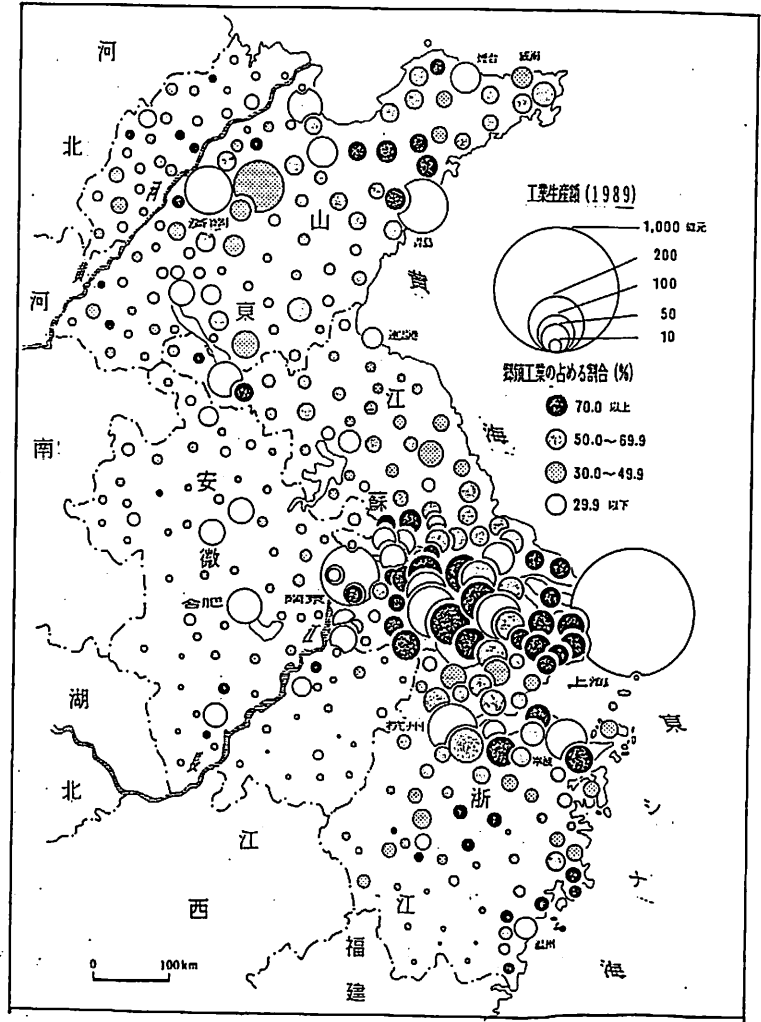 河
北
河
南
山
東
黄
海
工業生産額(1989)
1,000 億元
200
100
50
10
郷鎮工業の占める割合 (%)
70.0 以上
50.0～69.9
30.0～49.9
29.9 以下
済南
青島
江
蘇
安
徽
合肥
南京
上海
杭州
浙
江
温州
湖
北
江
西
福
建
東
シ
ナ
海
0 100km